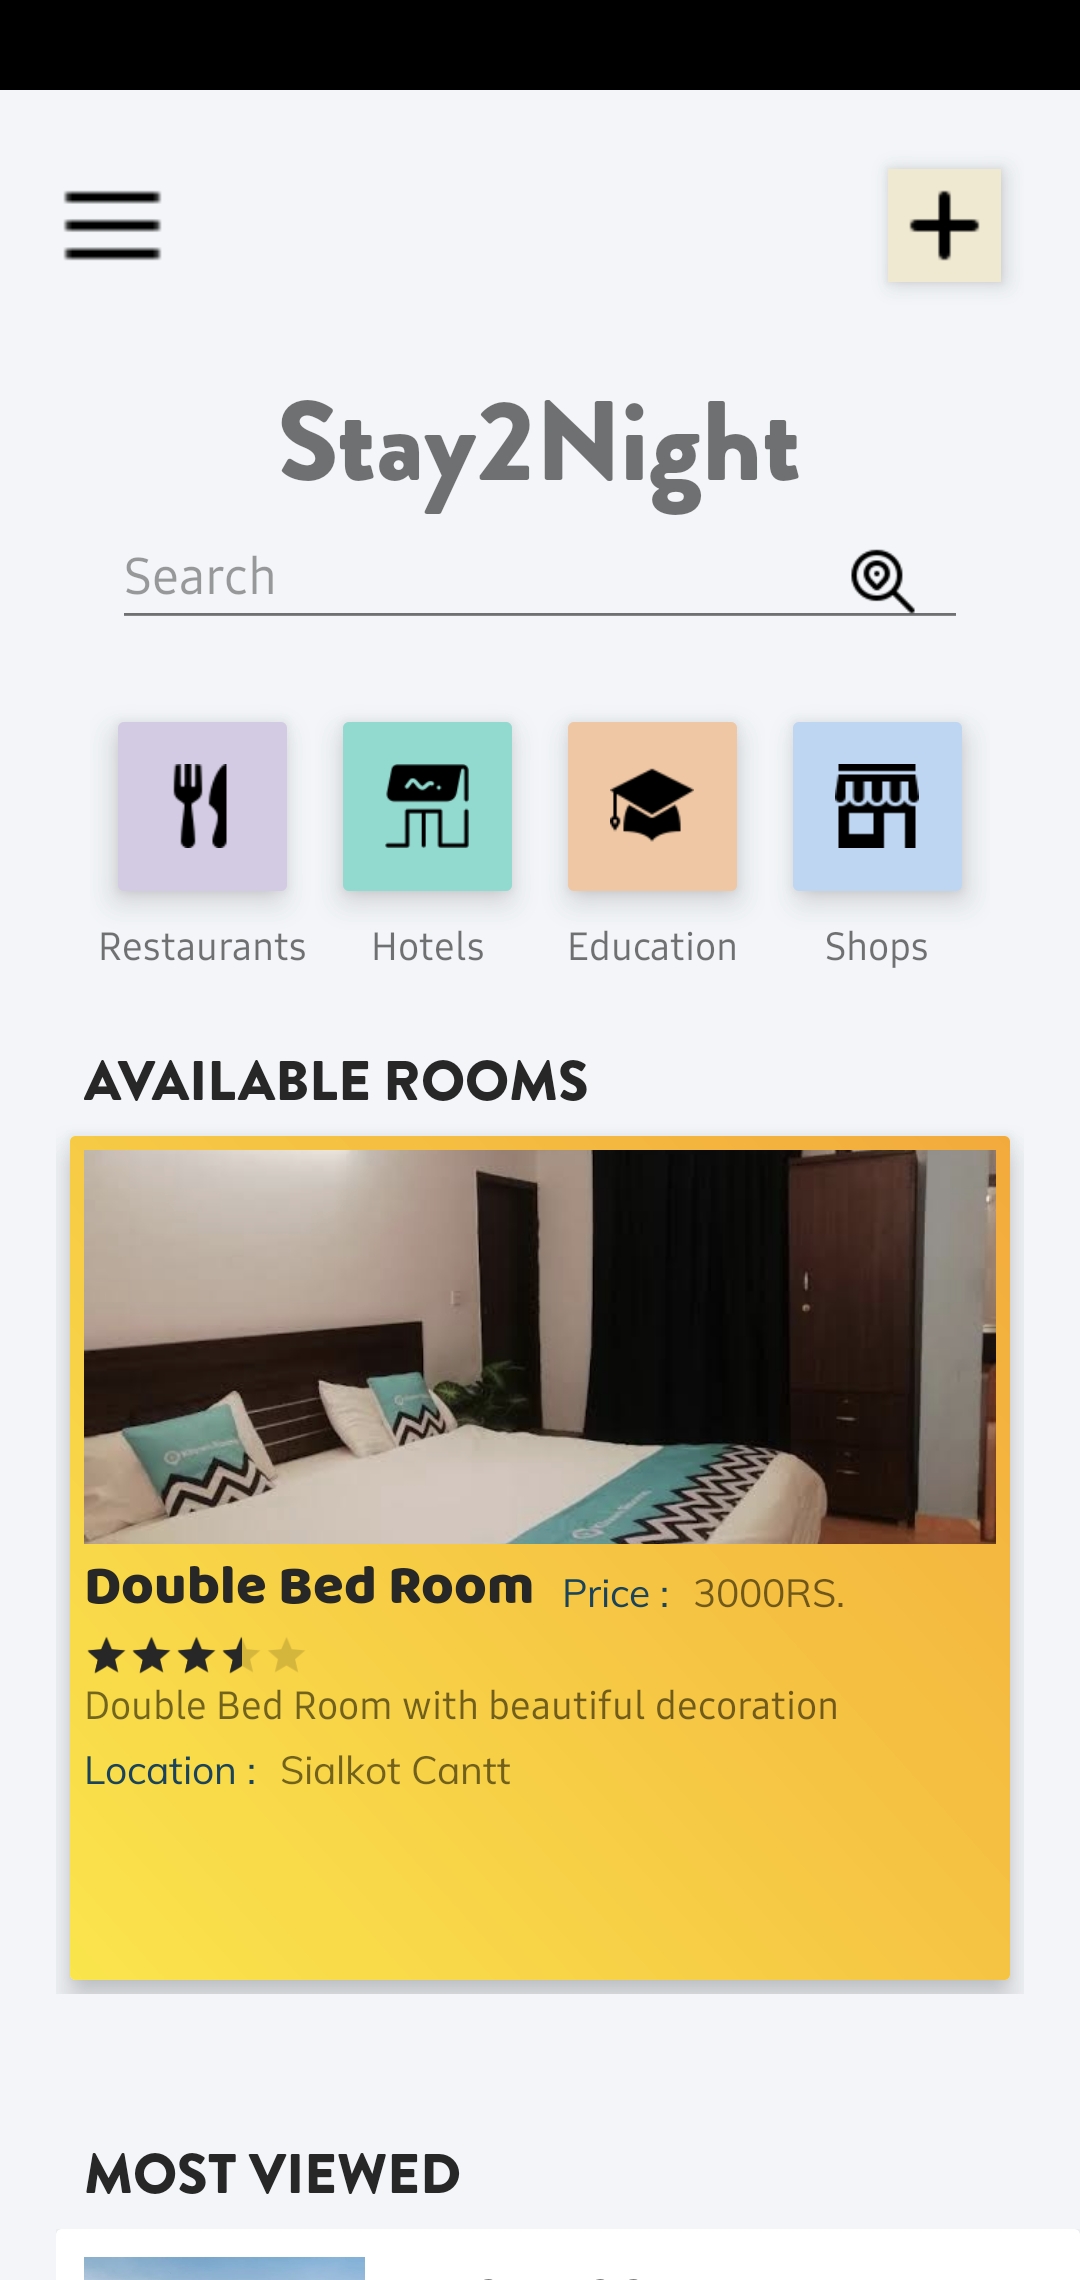 Stay2Night
Search
Restaurants Hotels Education Shops
AVAILABLE ROOMS
Double Bed Room Price : 3000RS.
Double Bed Room with beautiful decoration
Location : Sialkot Cantt
MOST VIEWED